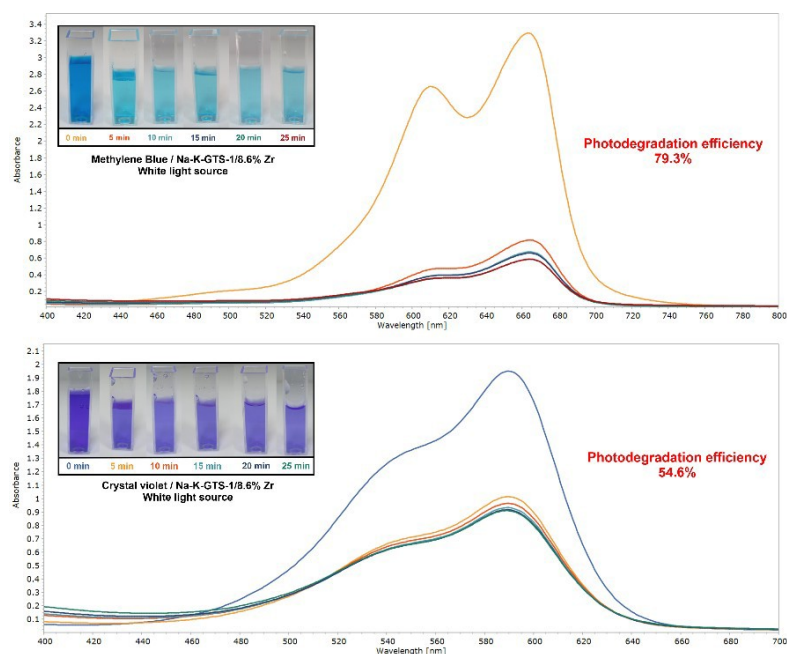 3.4
3.2
3
2.8
2.6
2.4
2.2
2
1.8
1.6
1.4
1.2
1
0.8
0.6
0.4
0.2
Absorbance
0 min 5 min 10 min 15 min 20 min 25 min
Methylene Blue / Na-K-GTS-1/8.6% Zr
White light source
Photodegradation efficiency
79.3%
400 420 440 460 480 500 520 540 560 580 600 620 640 660 680 700 720 740 760 780 800
Wavelength [nm]
2.1
2
1.9
1.8
1.7
1.6
1.5
1.4
1.3
1.2
1.1
1
0.9
0.8
0.7
0.6
0.5
0.4
0.3
0.2
0.1
Absorbance
0 min 5 min 10 min 15 min 20 min 25 min
Crystal violet / Na-K-GTS-1/8.6% Zr
White light source
Photodegradation efficiency
54.6%
400 420 440 460 480 500 520 540 560 580 600 620 640 660 680 700
Wavelength [nm]